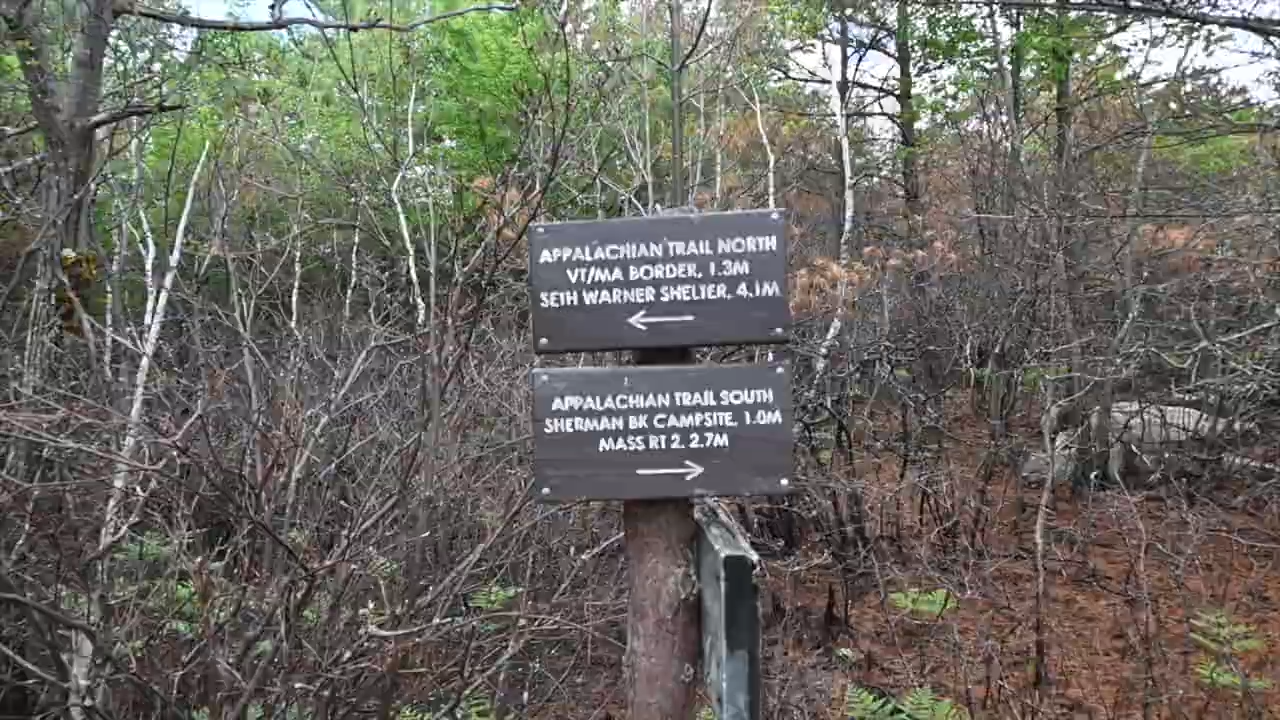 APPALACHIAN TRAIL NORTH
VT/MA BORDER, 1.3M
SETH WARNER SHELTER, 4.1M
←
APPALACHIAN TRAIL SOUTH
SHERMAN BK CAMPSITE, 1.0M
MASS RT 2, 2.7M
→